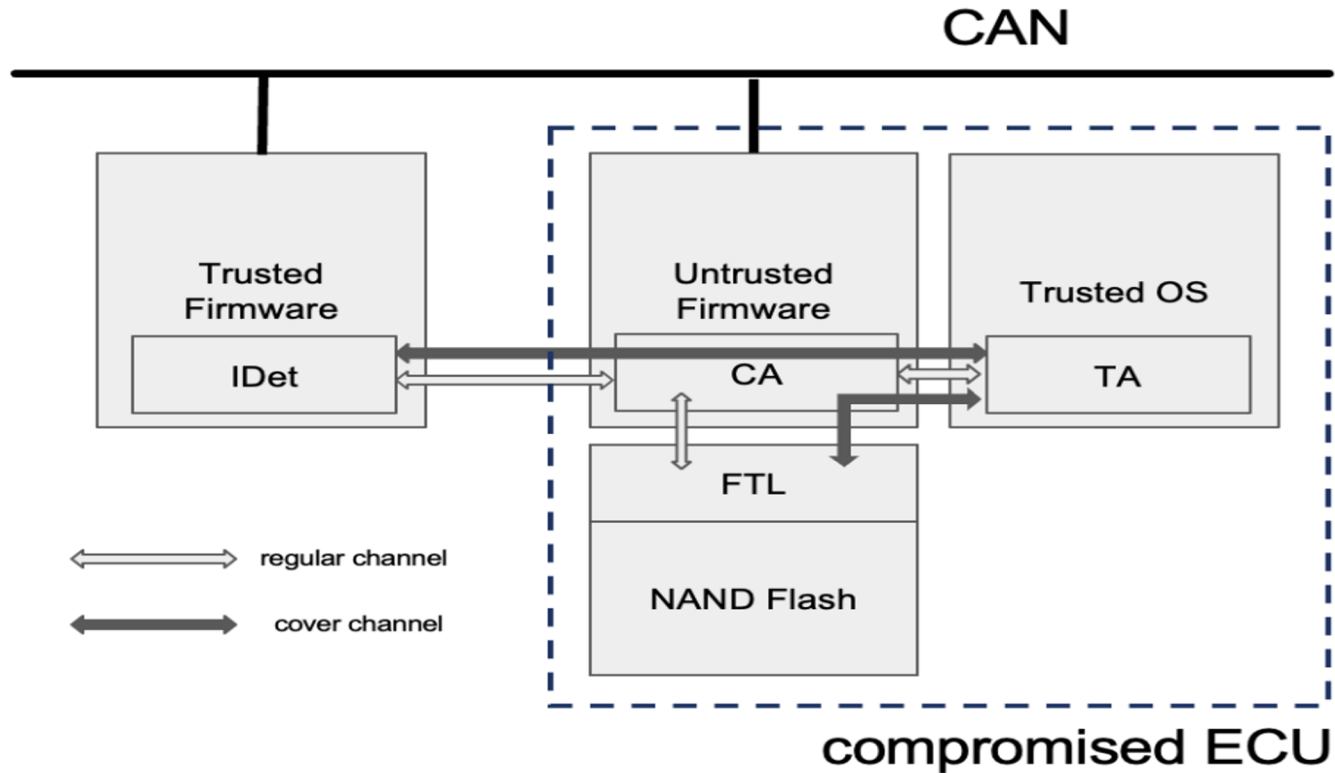 CAN
Trusted
Firmware
IDet
Untrusted
Firmware
CA
Trusted OS
TA
FTL
NAND Flash
regular channel
cover channel
compromised ECU